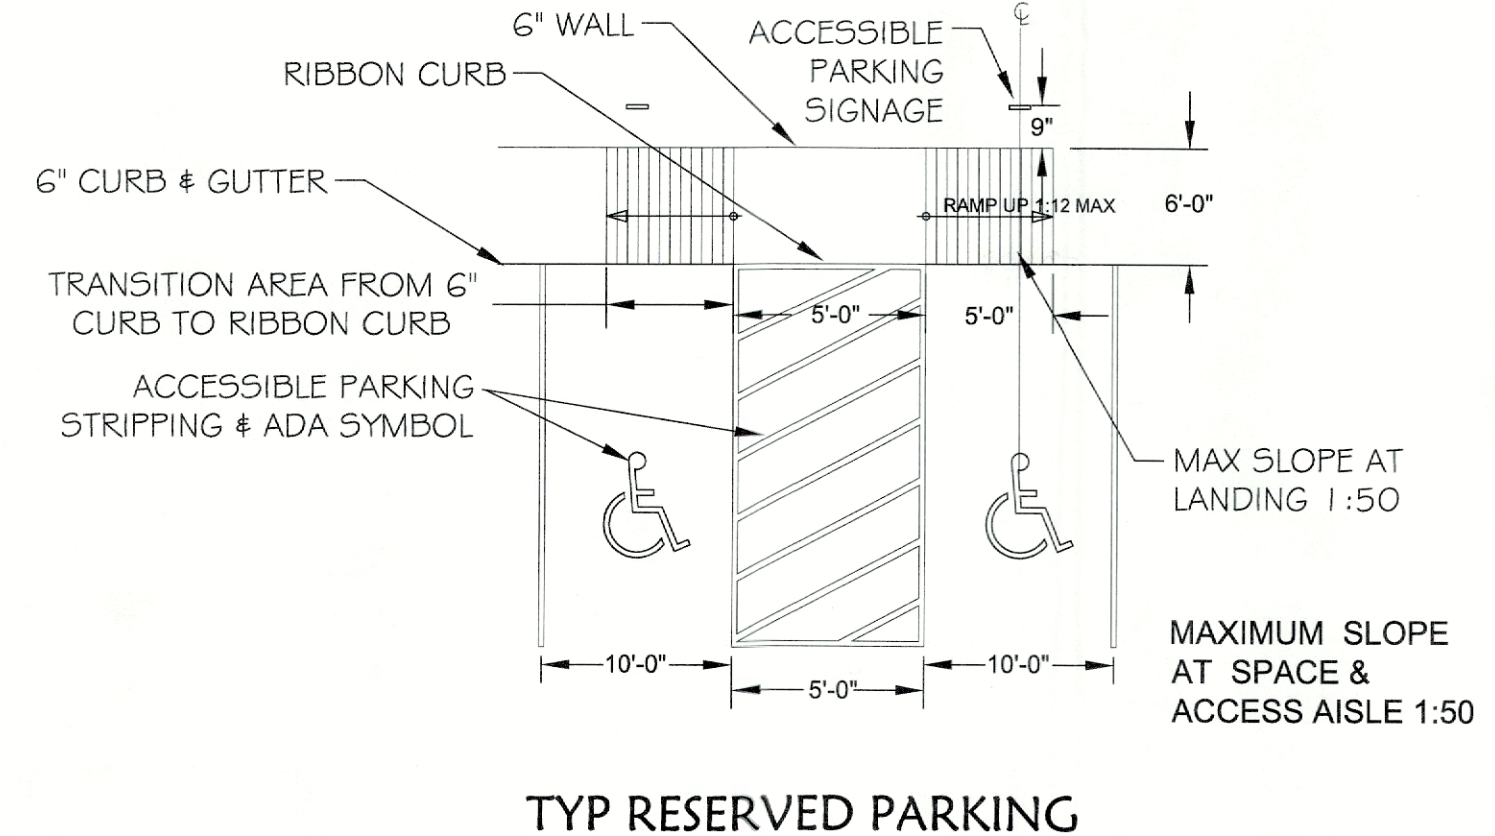 6" WALL
RIBBON CURB
ACCESSIBLE
PARKING
SIGNAGE
℄
9"
6" CURB & GUTTER
RAMP UP 1:12 MAX
6'-0"
TRANSITION AREA FROM 6"
CURB TO RIBBON CURB
5'-0"
5'-0"
ACCESSIBLE PARKING
STRIPPING & ADA SYMBOL
MAX SLOPE AT
LANDING 1:50
MAXIMUM SLOPE
AT SPACE &
ACCESS AISLE 1:50
10'-0"
5'-0"
10'-0"
TYP RESERVED PARKING